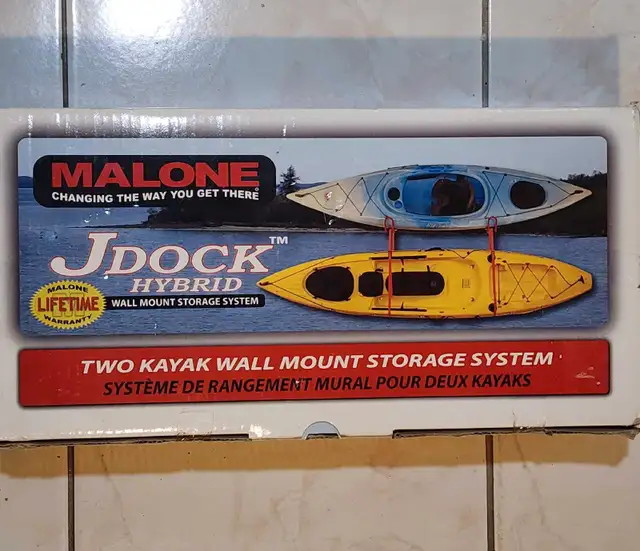 MALONE
CHANGING THE WAY YOU GET THERE®
JDOCK™
HYBRID
MALONE
LIFETIME
WARRANTY
WALL MOUNT STORAGE SYSTEM
TWO KAYAK WALL MOUNT STORAGE SYSTEM
SYSTÈME DE RANGEMENT MURAL POUR DEUX KAYAKS